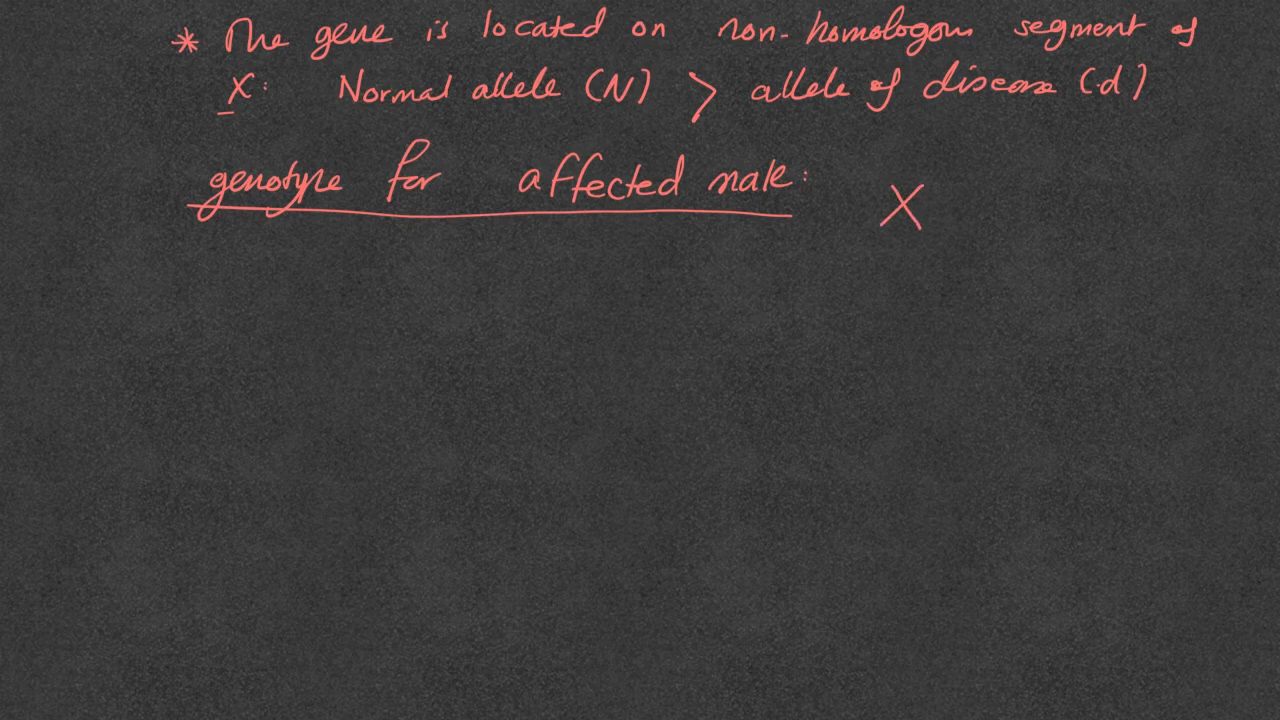 * The gene is located on non-homologous segment of
X: Normal allele (N) > allele of disease (d)
genotype for affected male: X